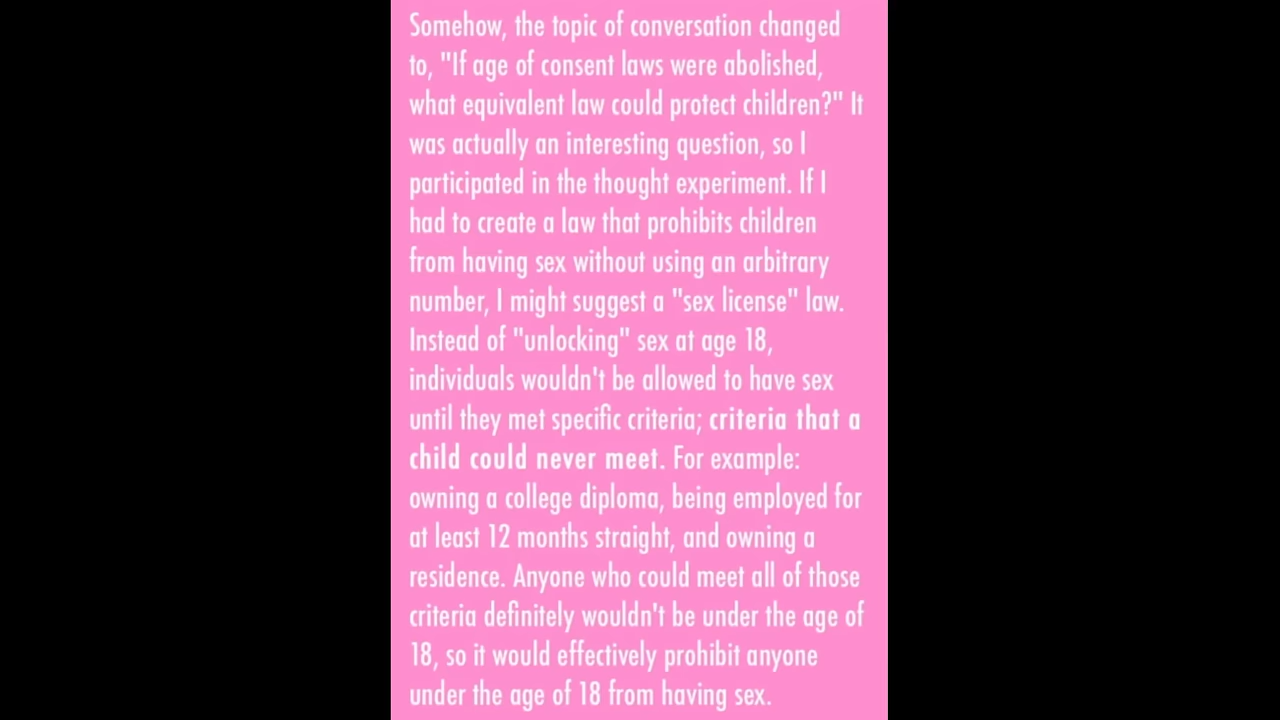 Somehow, the topic of conversation changed
to, "If age of consent laws were abolished,
what equivalent law could protect children?" It
was actually an interesting question, so I
participated in the thought experiment. If I
had to create a law that prohibits children
from having sex without using an arbitrary
number, I might suggest a "sex license" law.
Instead of "unlocking" sex at age 18,
individuals wouldn't be allowed to have sex
until they met specific criteria; criteria that a
child could never meet. For example:
owning a college diploma, being employed for
at least 12 months straight, and owning a
residence. Anyone who could meet all of those
criteria definitely wouldn't be under the age of
18, so it would effectively prohibit anyone
under the age of 18 from having sex.